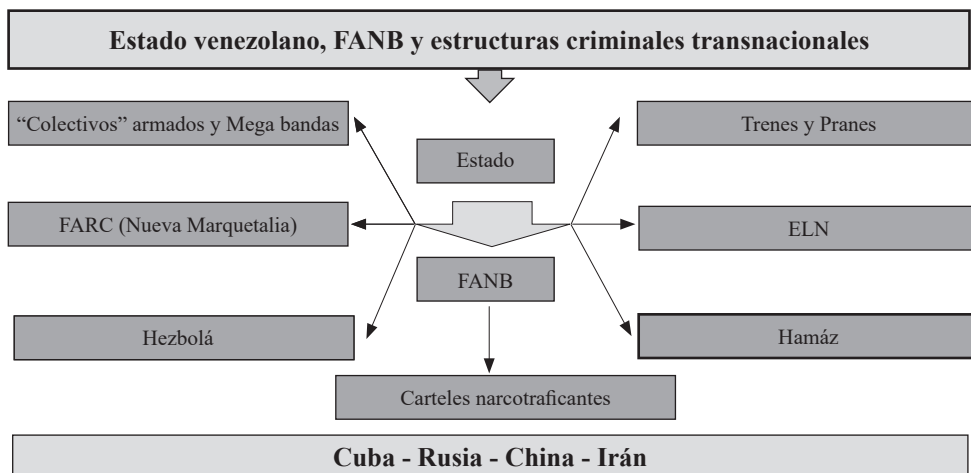 Estado venezolano, FANB y estructuras criminales transnacionales
“Colectivos” armados y Mega bandas
Trenes y Pranes
Estado
FARC (Nueva Marquetalia)
ELN
FANB
Hezbolá
Hamáz
Carteles narcotraficantes
Cuba - Rusia - China - Irán